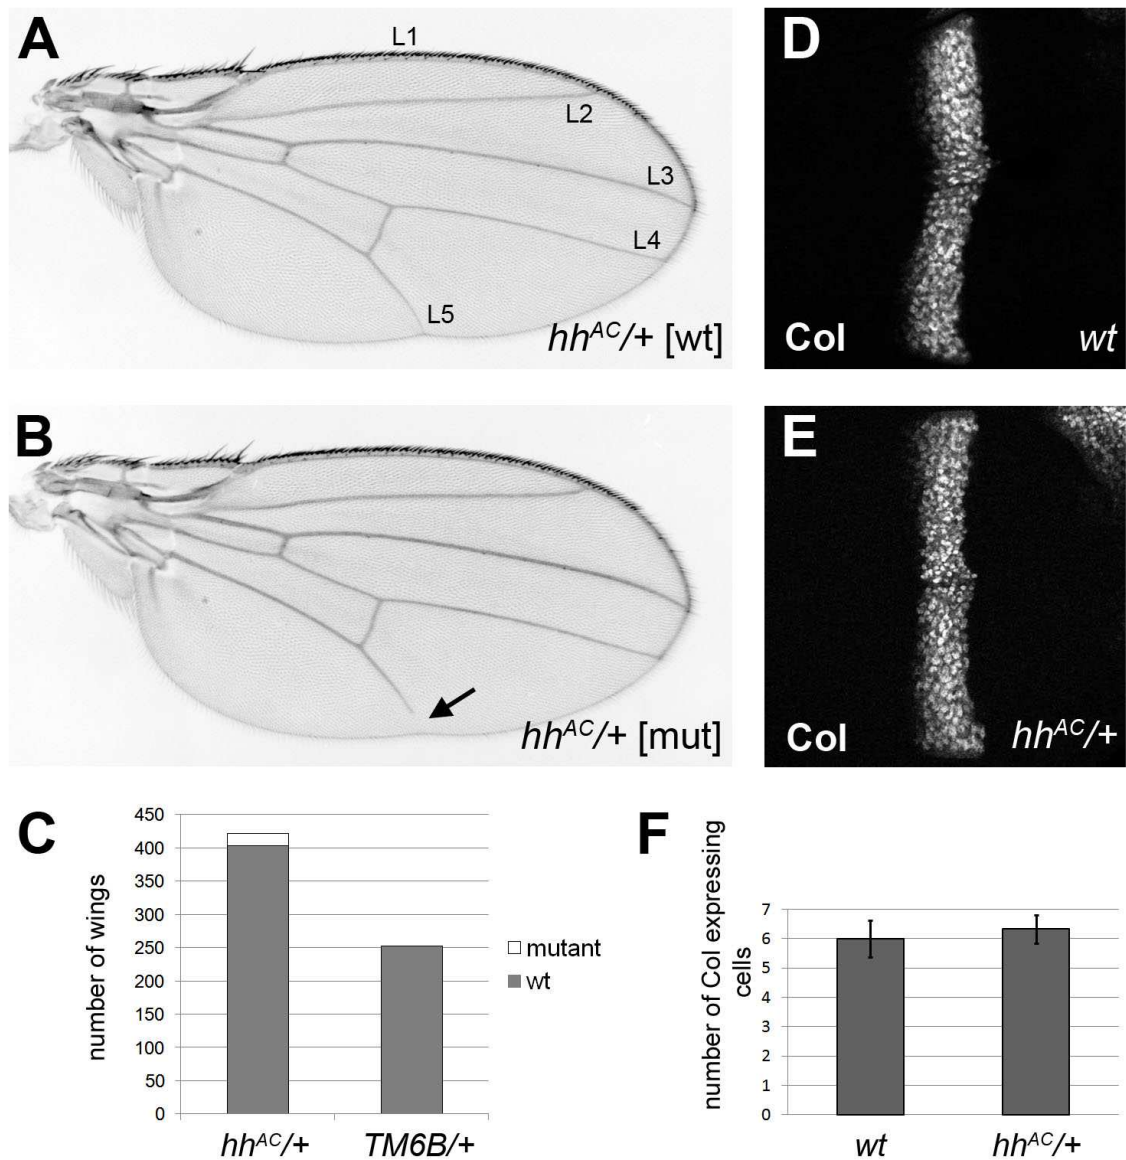 A
L1
L2
L3
L4
L5
hhAC/+ [wt]
D
Col
wt
B
hhAC/+ [mut]
E
Col
hhAC/+
C
number of wings
450
400
350
300
250
200
150
100
50
0
hhAC/+
TM6B/+
mutant
wt
F
number of Col expressing
cells
7
6
5
4
3
2
1
0
wt
hhAC/+